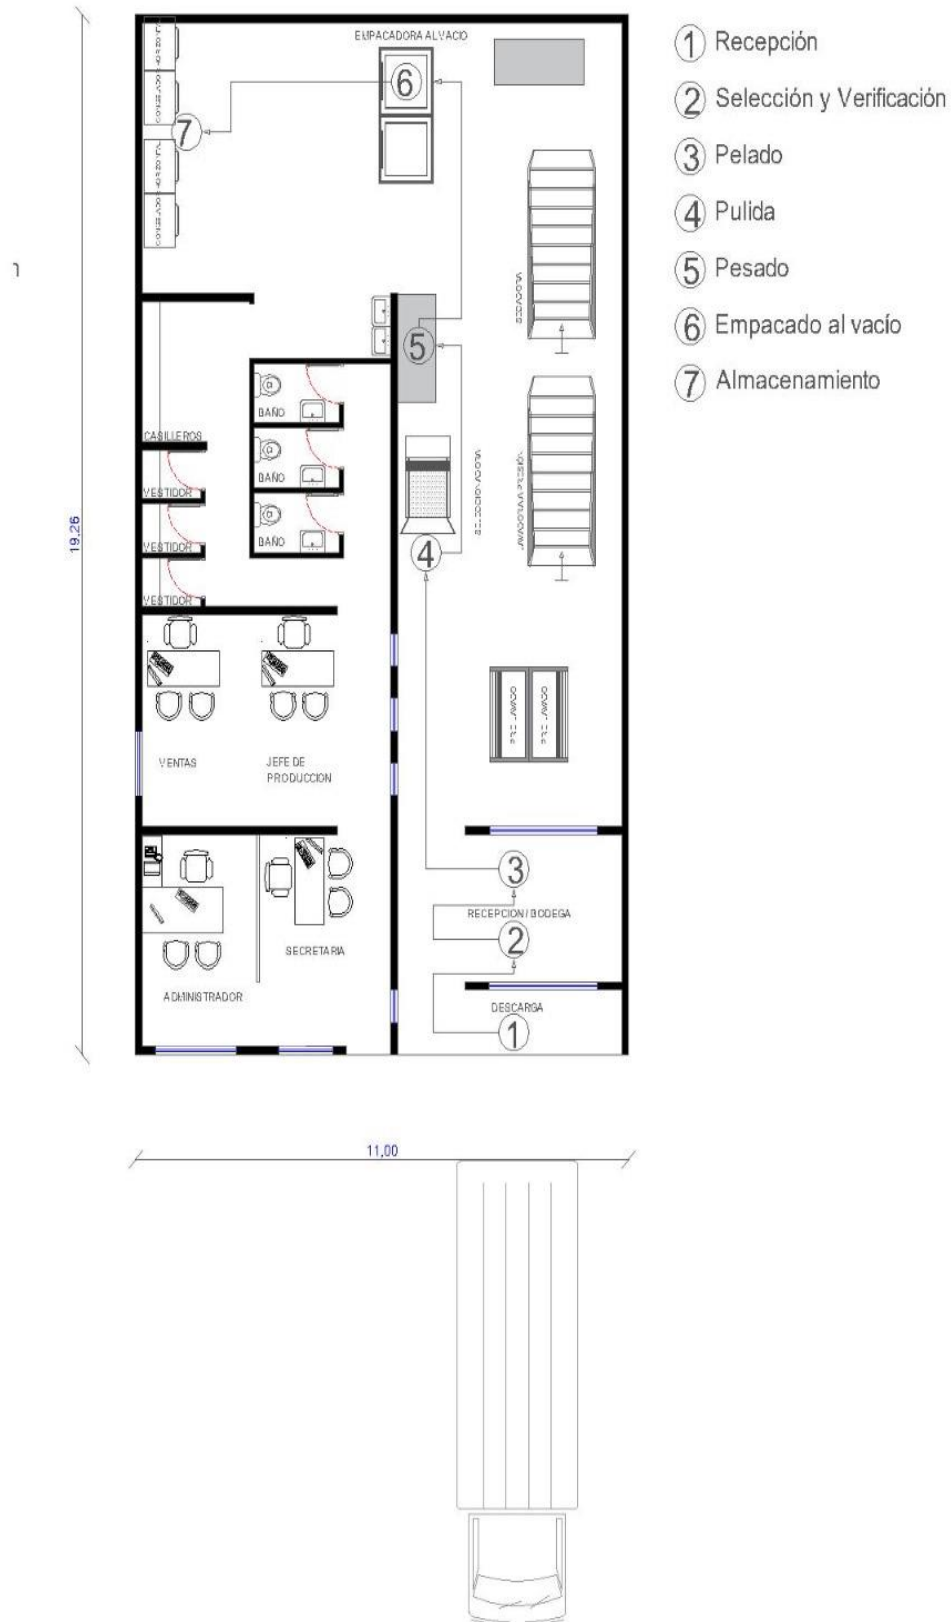 EMPACADORA AL VACIO
6
7
5
CASILLEROS
BAÑO
BAÑO
BAÑO
VESTIDOR
VESTIDOR
VESTIDOR
4
19,26
VENTAS
JEFE DE
PRODUCCION
3
RECEPCION / BODEGA
2
SECRETARIA
ADMINISTRADOR
DESCARGA
1
11,00
1 Recepción
2 Selección y Verificación
3 Pelado
4 Pulida
5 Pesado
6 Empacado al vacío
7 Almacenamiento